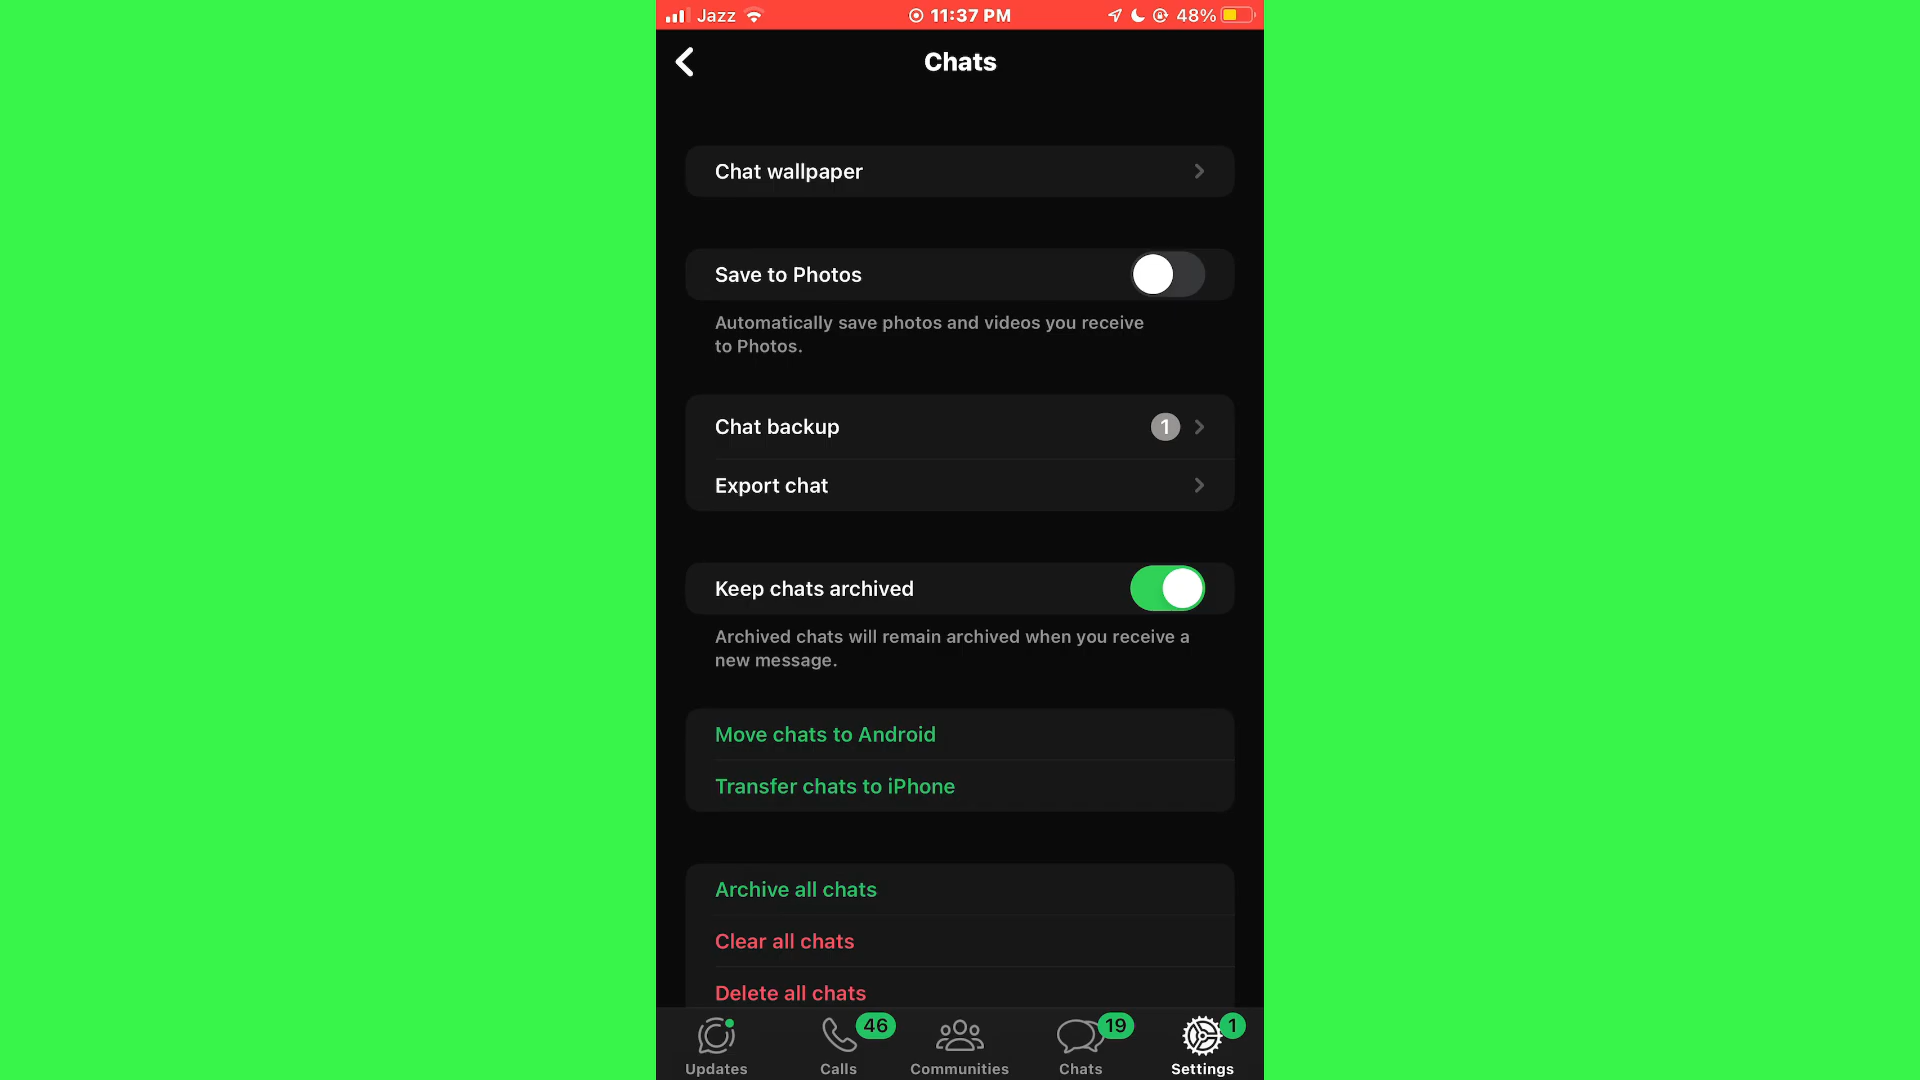 Jazz 11:37 PM 48%
Chats
Chat wallpaper
Save to Photos
Automatically save photos and videos you receive
to Photos.
Chat backup 1
Export chat
Keep chats archived
Archived chats will remain archived when you receive a
new message.
Move chats to Android
Transfer chats to iPhone
Archive all chats
Clear all chats
Delete all chats
46 19 1
Updates Calls Communities Chats Settings